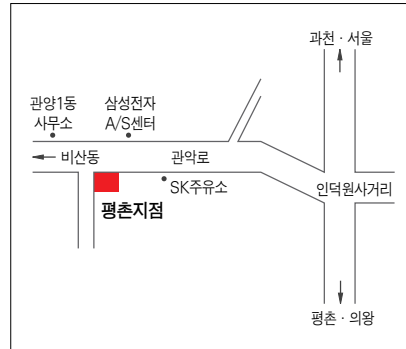 과천 · 서울
관양1동
사무소
삼성전자
A/S센터
비산동
관악로
SK주유소
인덕원사거리
평촌지점
평촌 · 의왕